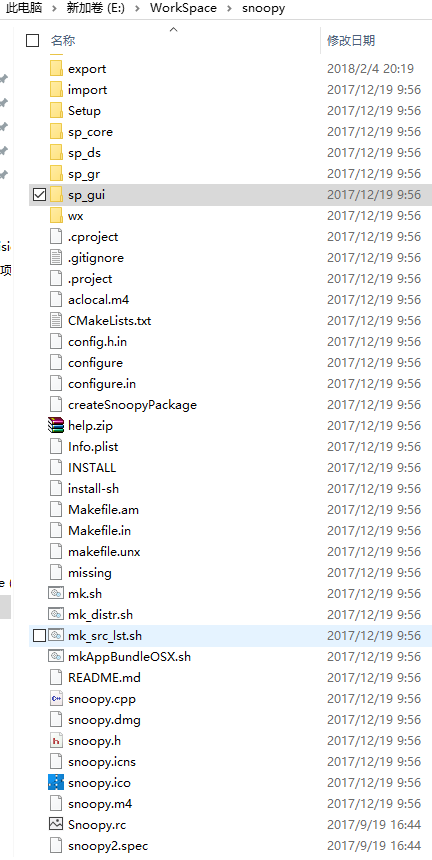 此电脑 > 新加卷 (E:) > WorkSpace > snoopy
名称 修改日期
export 2018/2/4 20:19
import 2017/12/19 9:56
Setup 2017/12/19 9:56
sp_core 2017/12/19 9:56
sp_ds 2017/12/19 9:56
sp_gr 2017/12/19 9:56
sp_gui 2017/12/19 9:56
wx 2017/12/19 9:56
.cproject 2017/12/19 9:56
.gitignore 2017/12/19 9:56
.project 2017/12/19 9:56
aclocal.m4 2017/12/19 9:56
CMakeLists.txt 2017/12/19 9:56
config.h.in 2017/12/19 9:56
configure 2017/12/19 9:56
configure.in 2017/12/19 9:56
createSnoopyPackage 2017/12/19 9:56
help.zip 2017/12/19 9:56
Info.plist 2017/12/19 9:56
INSTALL 2017/12/19 9:56
install-sh 2017/12/19 9:56
Makefile.am 2017/12/19 9:56
Makefile.in 2017/12/19 9:56
makefile.unx 2017/12/19 9:56
missing 2017/12/19 9:56
mk.sh 2017/12/19 9:56
mk_distr.sh 2017/12/19 9:56
mk_src_lst.sh 2017/12/19 9:56
mkAppBundleOSX.sh 2017/12/19 9:56
README.md 2017/12/19 9:56
snoopy.cpp 2017/12/19 9:56
snoopy.dmg 2017/12/19 9:56
snoopy.h 2017/12/19 9:56
snoopy.icns 2017/12/19 9:56
snoopy.ico 2017/12/19 9:56
snoopy.m4 2017/12/19 9:56
Snoopy.rc 2017/9/19 16:44
snoopy2.spec 2017/9/19 16:44